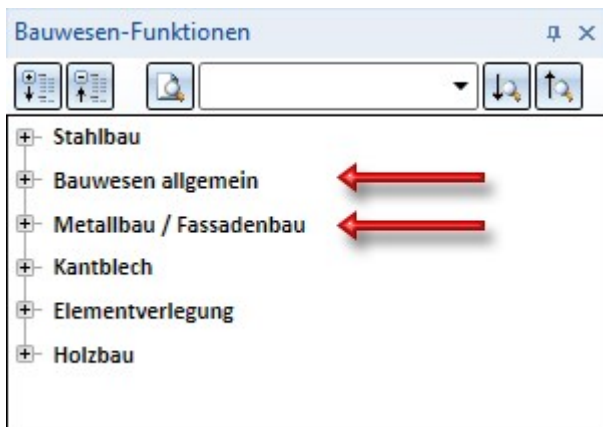 Bauwesen-Funktionen
Stahlbau
Bauwesen allgemein
Metallbau / Fassadenbau
Kantblech
Elementverlegung
Holzbau